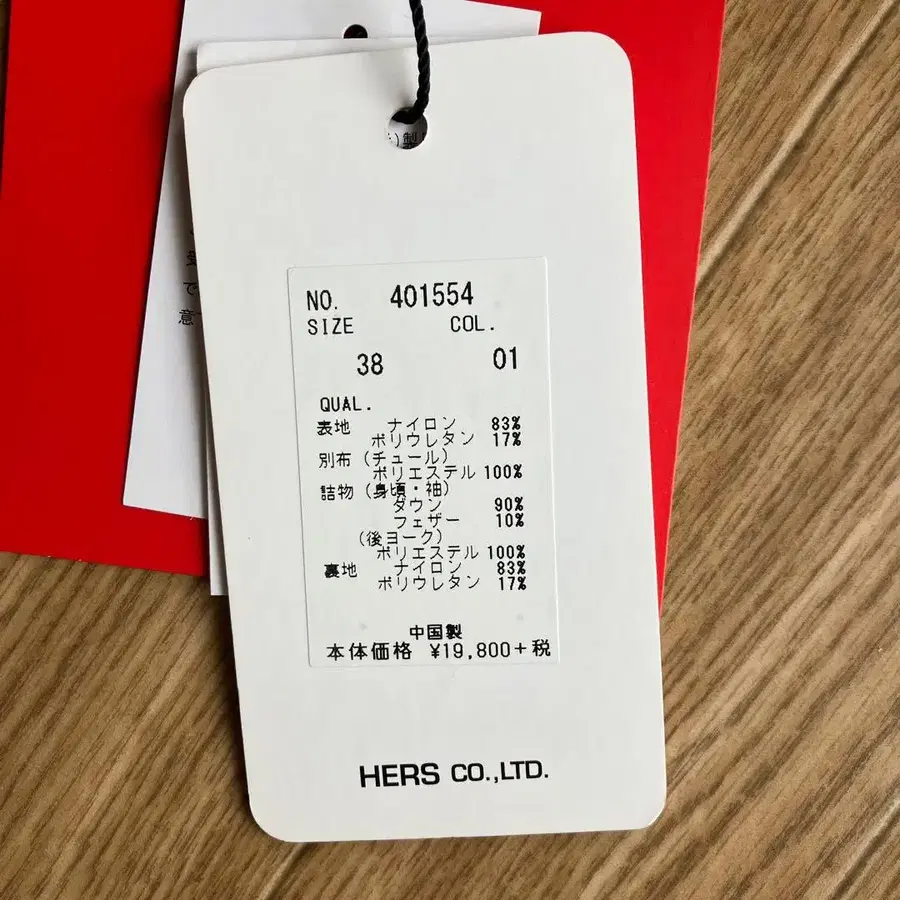 製
で
意
NO. 401554
SIZE COL.
38 01
QUAL.
表地 ナイロン 83%
ポリウレタン 17%
別布 (チュール)
ポリエステル 100%
詰物 (身頃・袖)
ダウン 90%
フェザー 10%
(後ヨーク)
ポリエステル 100%
裏地 ナイロン 83%
ポリウレタン 17%
中国製
本体価格 ¥19,800+税
HERS CO.,LTD.